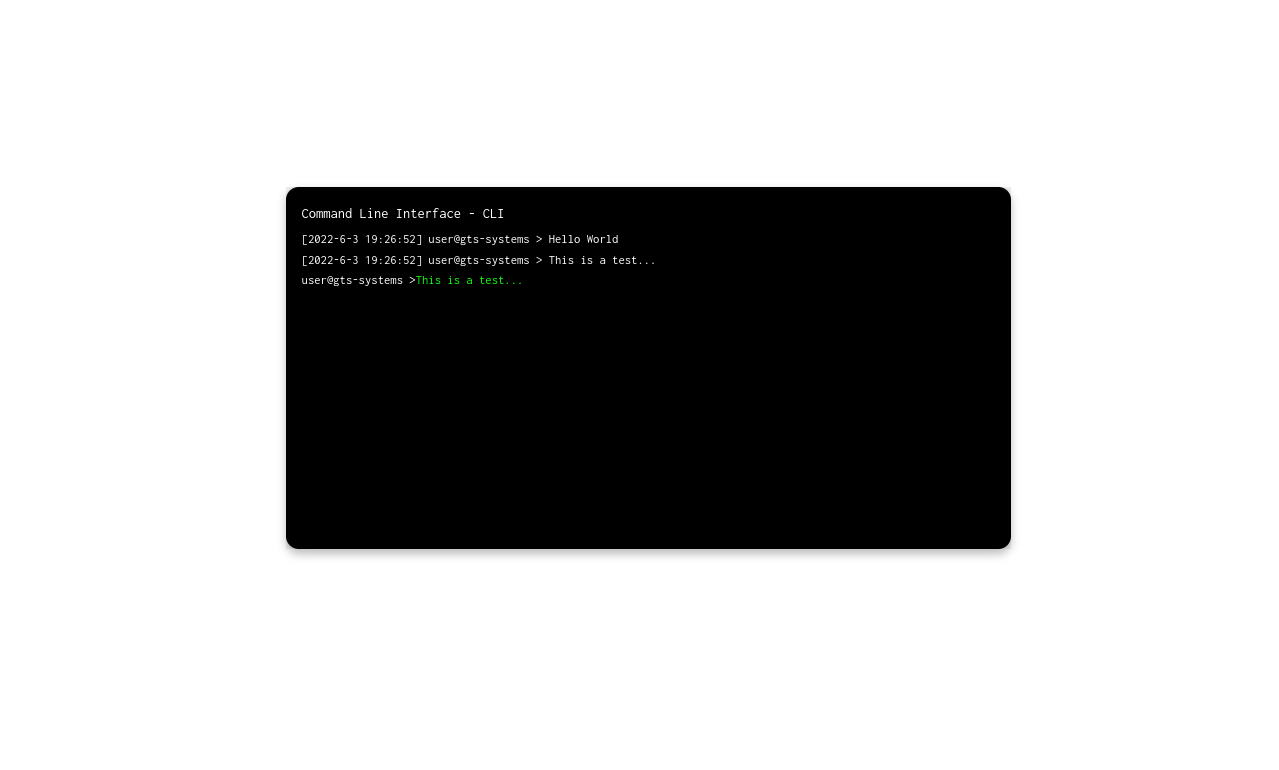 Command Line Interface - CLI
[2022-6-3 19:26:52] user@gts-systems > Hello World
[2022-6-3 19:26:52] user@gts-systems > This is a test...
user@gts-systems >This is a test...